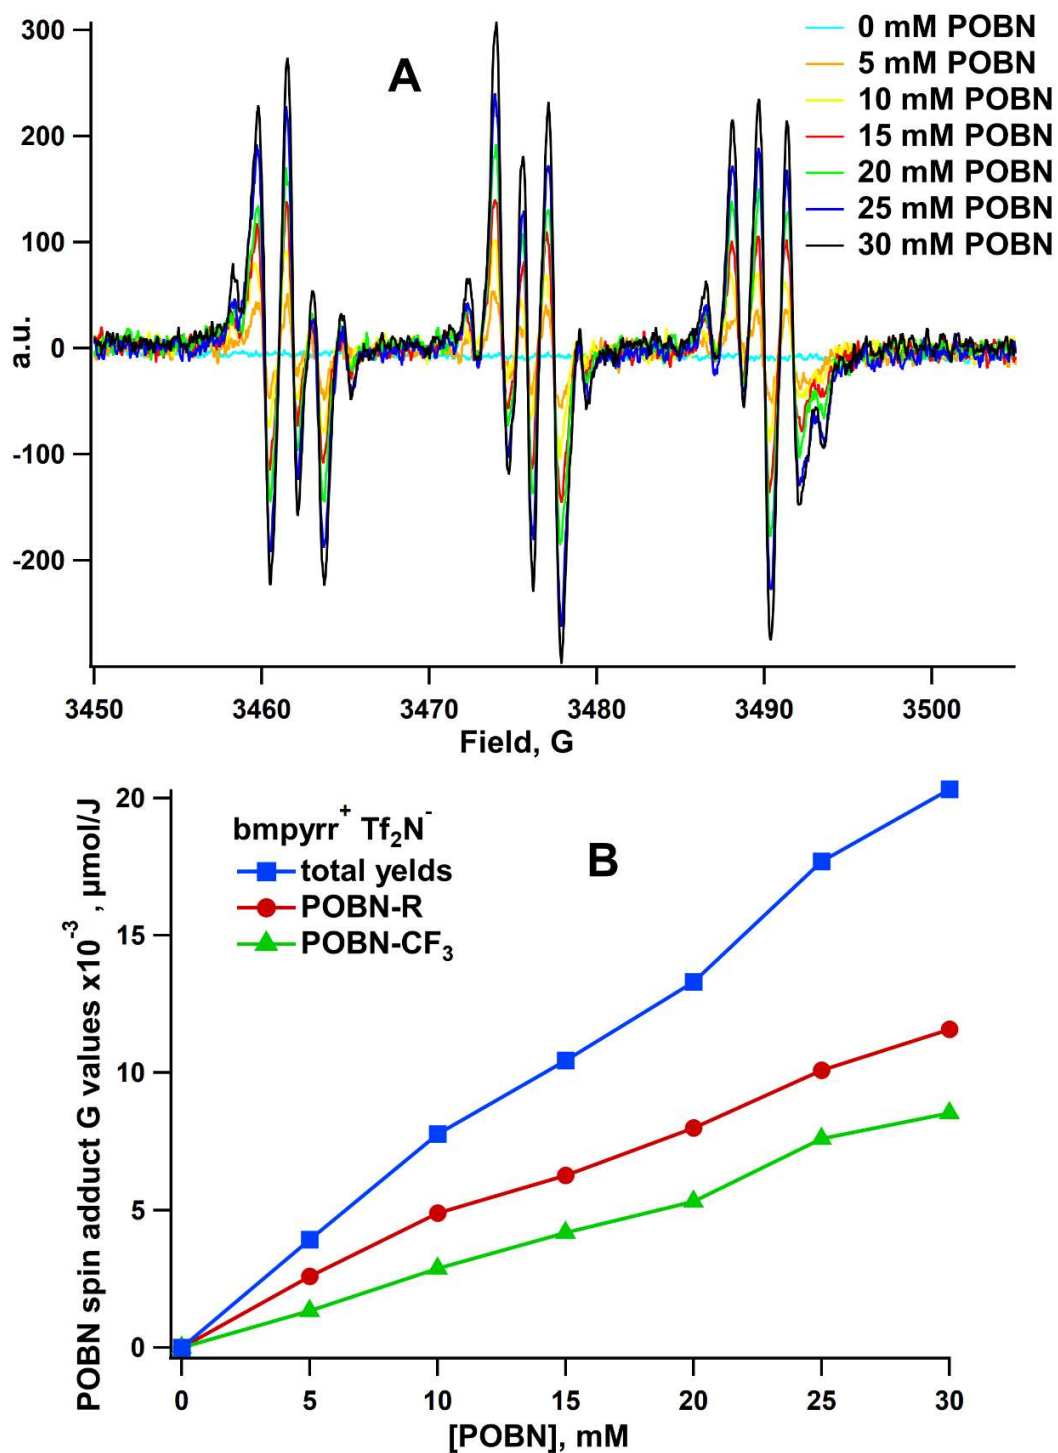 A
0 mM POBN
5 mM POBN
10 mM POBN
15 mM POBN
20 mM POBN
25 mM POBN
30 mM POBN
300
200
100
0
-100
-200
a.u.
3450 3460 3470 3480 3490 3500
Field, G
B
bmpyrr⁺ Tf₂N⁻
total yelds
POBN-R
POBN-CF₃
20
15
10
5
0
POBN spin adduct G values x10⁻³ , µmol/J
0 5 10 15 20 25 30
[POBN], mM